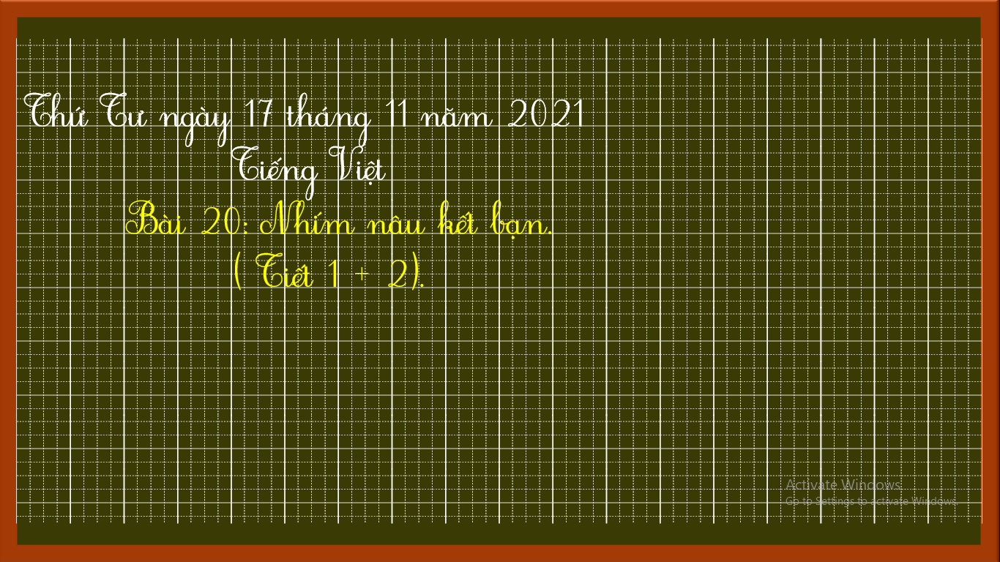 Thứ Tư ngày 17 tháng 11 năm 2021
Tiếng Việt
Bài 20: Nhím nâu kết bạn.
( Tiết 1 + 2).
Activate Windows
Go to Settings to activate Windows.